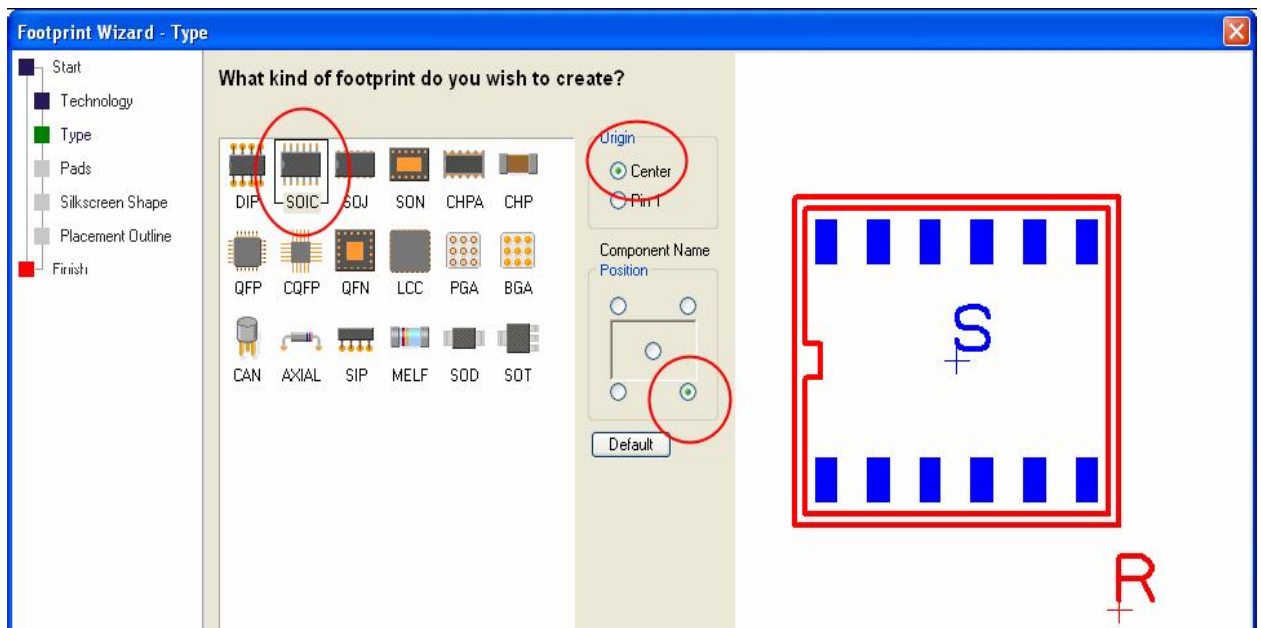 Footprint Wizard - Type
Start
Technology
Type
Pads
Silkscreen Shape
Placement Outline
Finish
What kind of footprint do you wish to create?
DIP SOIC SOJ SON CHPA CHP
QFP CQFP QFN LCC PGA BGA
CAN AXIAL SIP MELF SOD SOT
Origin
Center
Pin 1
Component Name
Position
Default
S
R